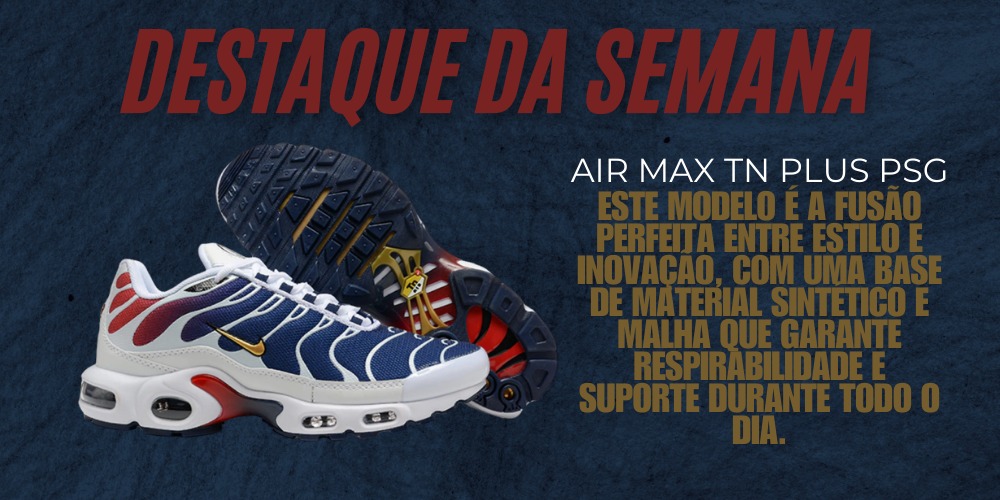 DESTAQUE DA SEMANA
AIR MAX TN PLUS PSG
ESTE MODELO É A FUSÃO
PERFEITA ENTRE ESTILO E
INOVAÇÃO, COM UMA BASE
DE MATERIAL SINTÉTICO E
MALHA QUE GARANTE
RESPIRABILIDADE E
SUPORTE DURANTE TODO O
DIA.